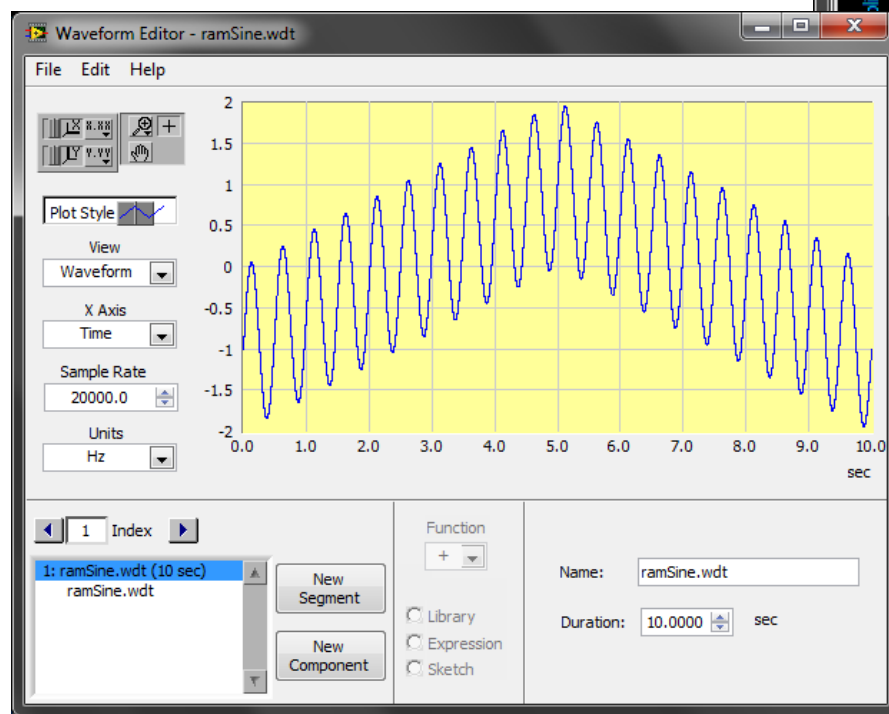 Waveform Editor - ramSine.wdt
File Edit Help
X X.XX
Y Y.YY
Plot Style
View
Waveform
X Axis
Time
Sample Rate
20000.0
Units
Hz
2
1.5
1
0.5
0
-0.5
-1
-1.5
-2
0.0 1.0 2.0 3.0 4.0 5.0 6.0 7.0 8.0 9.0 10.0
sec
1 Index
1: ramSine.wdt (10 sec)
ramSine.wdt
New
Segment
New
Component
Function
+
Library
Expression
Sketch
Name: ramSine.wdt
Duration: 10.0000 sec